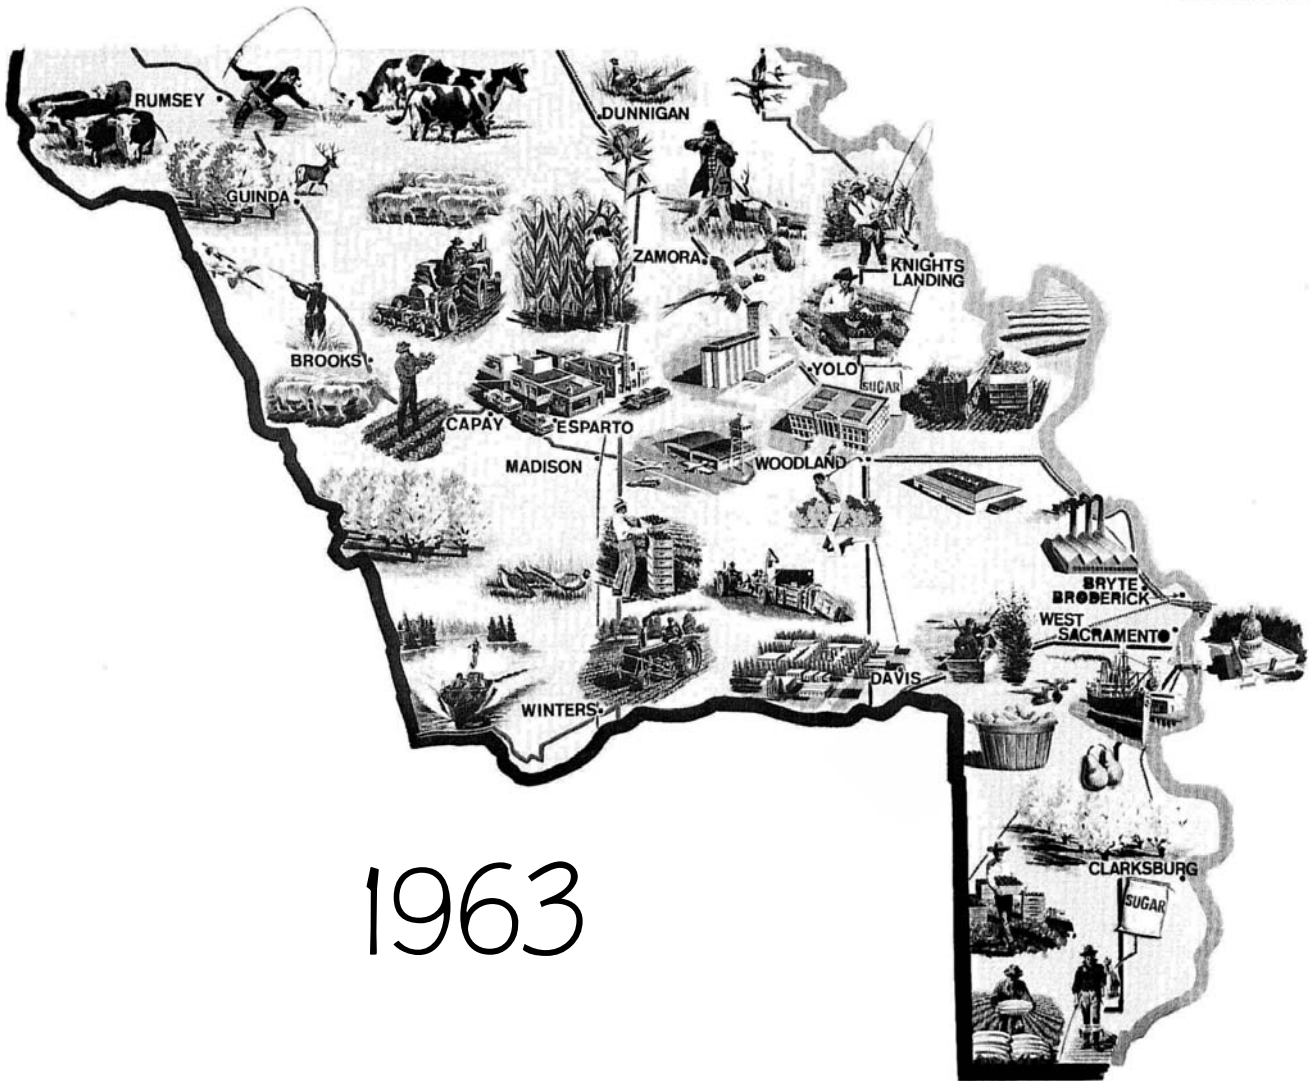 RUMSEY
DUNNIGAN
GUINDA
ZAMORA
KNIGHTS
LANDING
BROOKS
YOLO
SUGAR
CAPAY
ESPARTO
MADISON
WOODLAND
BRYTE
BRODERICK
WEST
SACRAMENTO
DAVIS
WINTERS
CLARKSBURG
SUGAR
1963